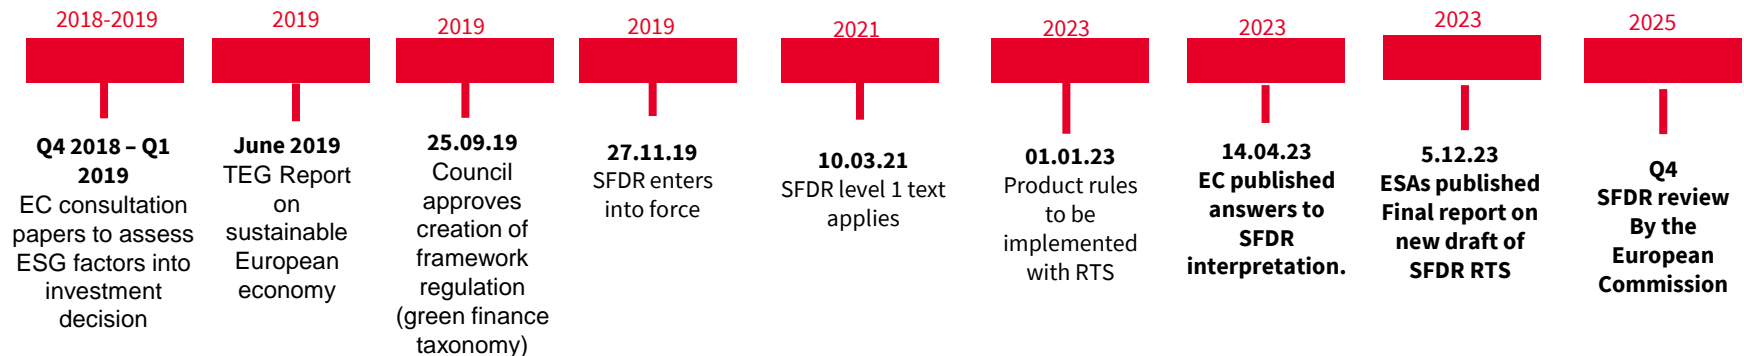 2018-2019
Q4 2018 – Q1
2019
EC consultation
papers to assess
ESG factors into
investment
decision
2019
June 2019
TEG Report
on
sustainable
European
economy
2019
25.09.19
Council
approves
creation of
framework
regulation
(green finance
taxonomy)
2019
27.11.19
SFDR enters
into force
2021
10.03.21
SFDR level 1 text
applies
2023
01.01.23
Product rules
to be
implemented
with RTS
2023
14.04.23
EC published
answers to
SFDR
interpretation.
2023
5.12.23
ESAs published
Final report on
new draft of
SFDR RTS
2025
Q4
SFDR review
By the
European
Commission